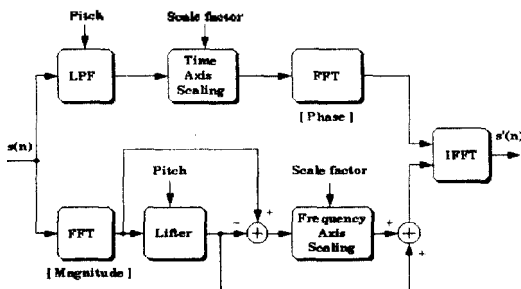 Pitch
Scale factor
LPF
Time
Axis
Scaling
FFT
[ Phase ]
s(n)
IFFT
s'(n)
Pitch
Scale factor
FFT
[ Magnitude ]
Lifter
-
+
Frequency
Axis
Scaling
+
+